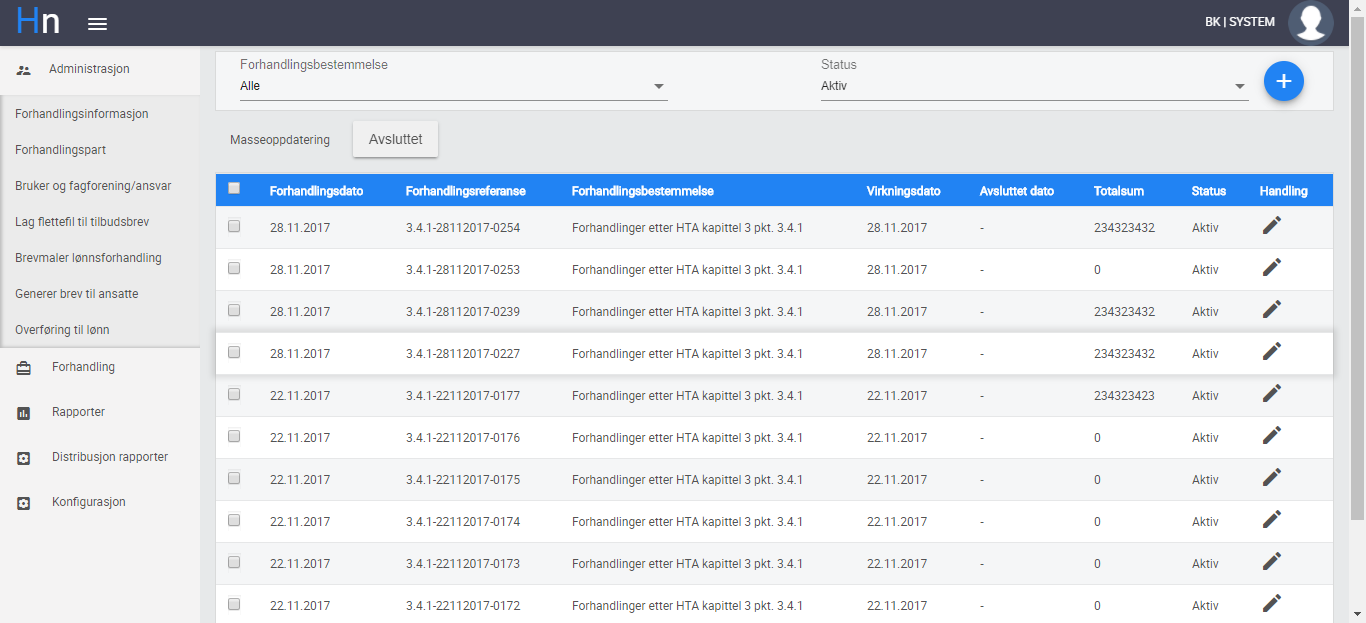 Hn
BK | SYSTEM
Administrasjon
Forhandlingsinformasjon
Forhandlingspart
Bruker og fagforening/ansvar
Lag flettefil til tilbudsbrev
Brevmaler lønnsforhandling
Generer brev til ansatte
Overføring til lønn
Forhandling
Rapporter
Distribusjon rapporter
Konfigurasjon
Forhandlingsbestemmelse Status
Alle Aktiv
+
Masseoppdatering Avsluttet
Forhandlingsdato Forhandlingsreferanse Forhandlingsbestemmelse Virkningsdato Avsluttet dato Totalsum Status Handling
28.11.2017 3.4.1-28112017-0254 Forhandlinger etter HTA kapittel 3 pkt. 3.4.1 28.11.2017 - 234323432 Aktiv
28.11.2017 3.4.1-28112017-0253 Forhandlinger etter HTA kapittel 3 pkt. 3.4.1 28.11.2017 - 0 Aktiv
28.11.2017 3.4.1-28112017-0239 Forhandlinger etter HTA kapittel 3 pkt. 3.4.1 28.11.2017 - 234323432 Aktiv
28.11.2017 3.4.1-28112017-0227 Forhandlinger etter HTA kapittel 3 pkt. 3.4.1 28.11.2017 - 234323432 Aktiv
22.11.2017 3.4.1-22112017-0177 Forhandlinger etter HTA kapittel 3 pkt. 3.4.1 22.11.2017 - 234323423 Aktiv
22.11.2017 3.4.1-22112017-0176 Forhandlinger etter HTA kapittel 3 pkt. 3.4.1 22.11.2017 - 0 Aktiv
22.11.2017 3.4.1-22112017-0175 Forhandlinger etter HTA kapittel 3 pkt. 3.4.1 22.11.2017 - 0 Aktiv
22.11.2017 3.4.1-22112017-0174 Forhandlinger etter HTA kapittel 3 pkt. 3.4.1 22.11.2017 - 0 Aktiv
22.11.2017 3.4.1-22112017-0173 Forhandlinger etter HTA kapittel 3 pkt. 3.4.1 22.11.2017 - 0 Aktiv
22.11.2017 3.4.1-22112017-0172 Forhandlinger etter HTA kapittel 3 pkt. 3.4.1 22.11.2017 - 0 Aktiv